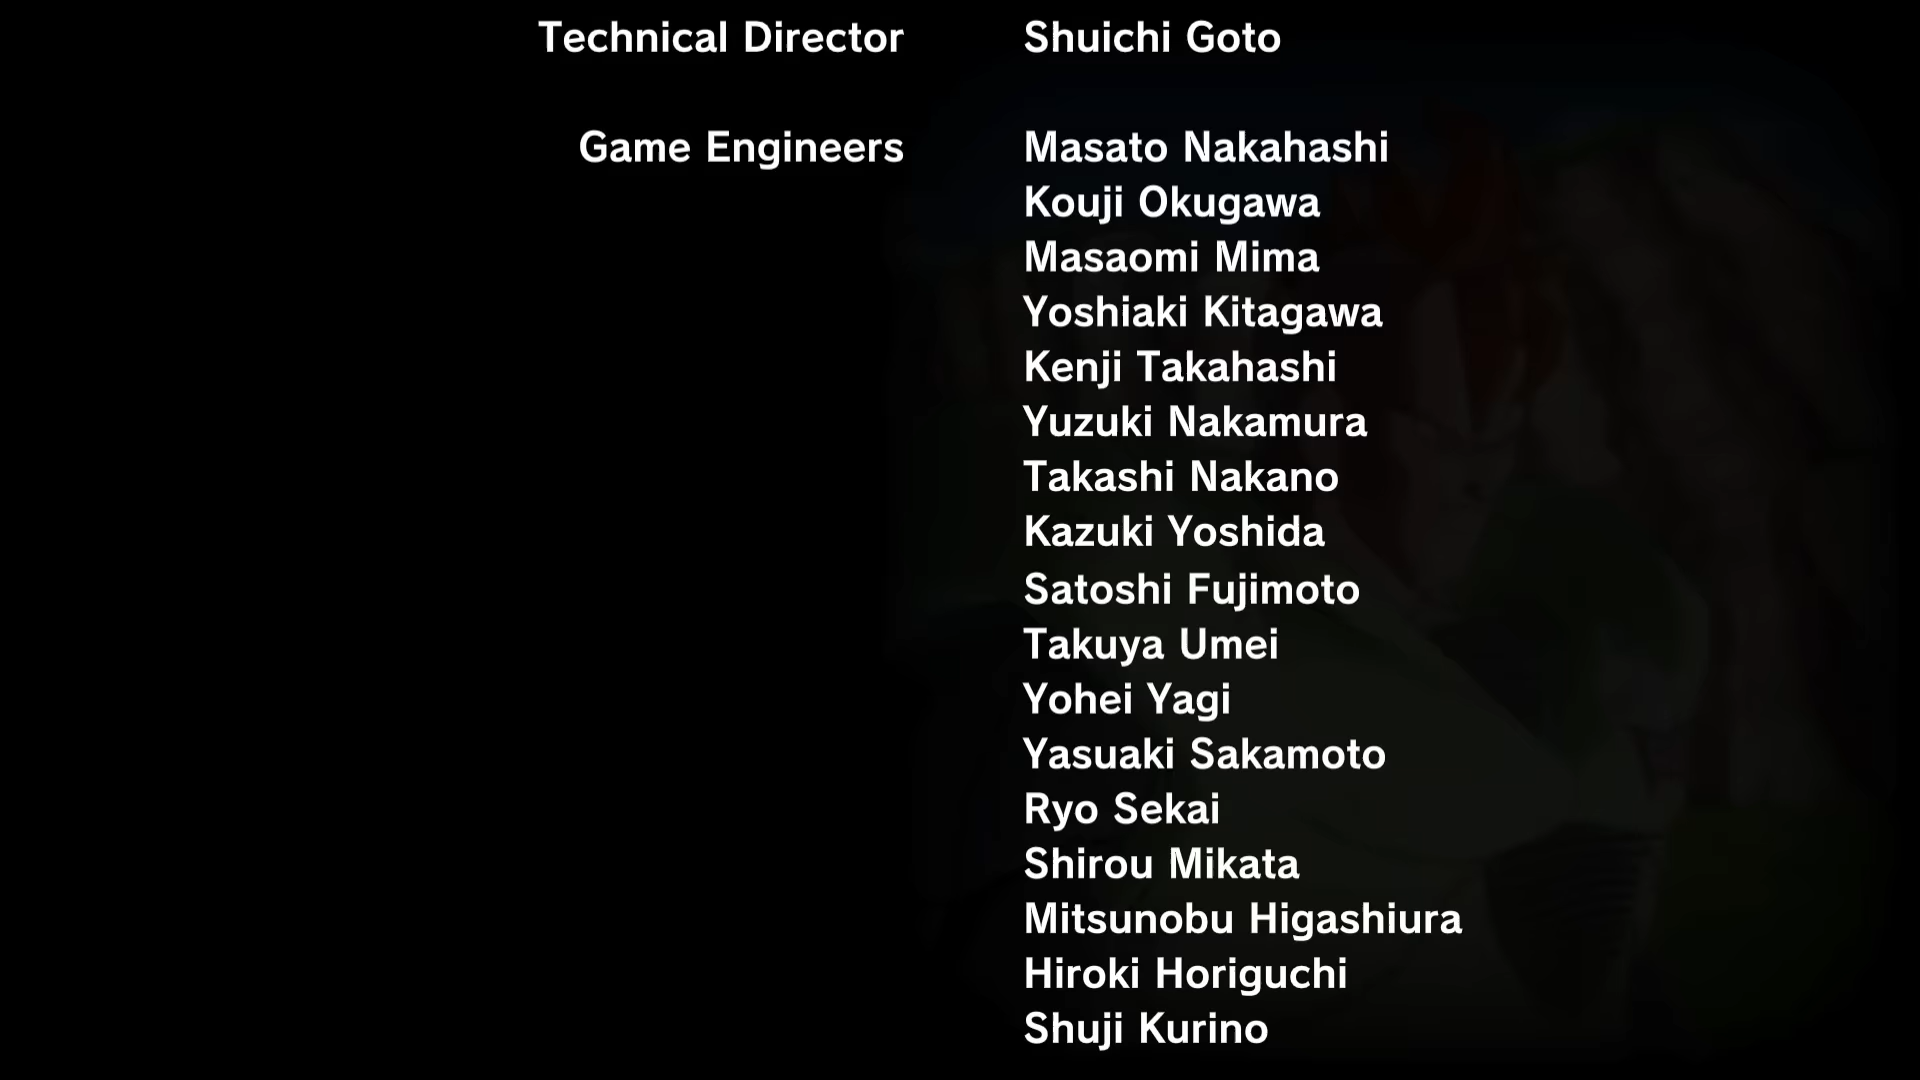 Technical Director Shuichi Goto
Game Engineers Masato Nakahashi
Kouji Okugawa
Masaomi Mima
Yoshiaki Kitagawa
Kenji Takahashi
Yuzuki Nakamura
Takashi Nakano
Kazuki Yoshida
Satoshi Fujimoto
Takuya Umei
Yohei Yagi
Yasuaki Sakamoto
Ryo Sekai
Shirou Mikata
Mitsunobu Higashiura
Hiroki Horiguchi
Shuji Kurino